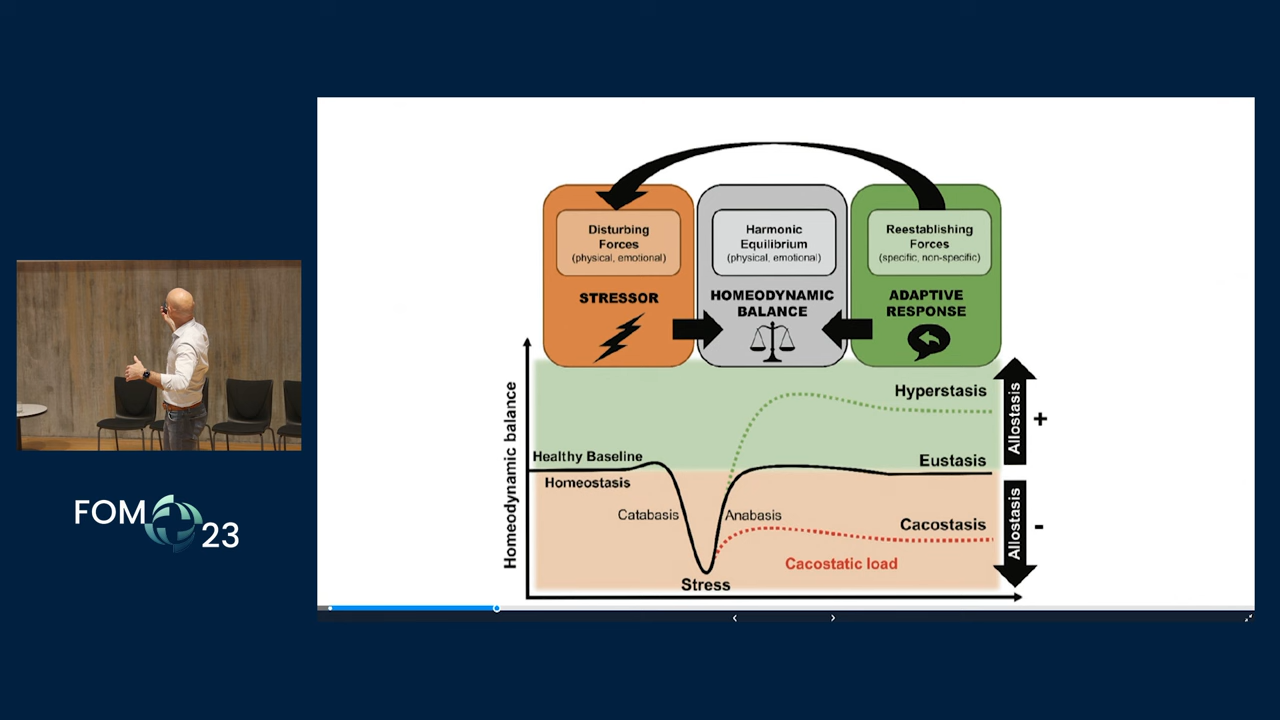 Disturbing
Forces
(physical, emotional)
STRESSOR
Harmonic
Equilibrium
(physical, emotional)
HOMEODYNAMIC
BALANCE
Reestablishing
Forces
(specific, non-specific)
ADAPTIVE
RESPONSE
Homeodynamic balance
Healthy Baseline
Homeostasis
Catabasis
Anabasis
Stress
Hyperstasis
Eustasis
Cacostasis
Cacostatic load
Allostasis
+
Allostasis
-
FOM
23